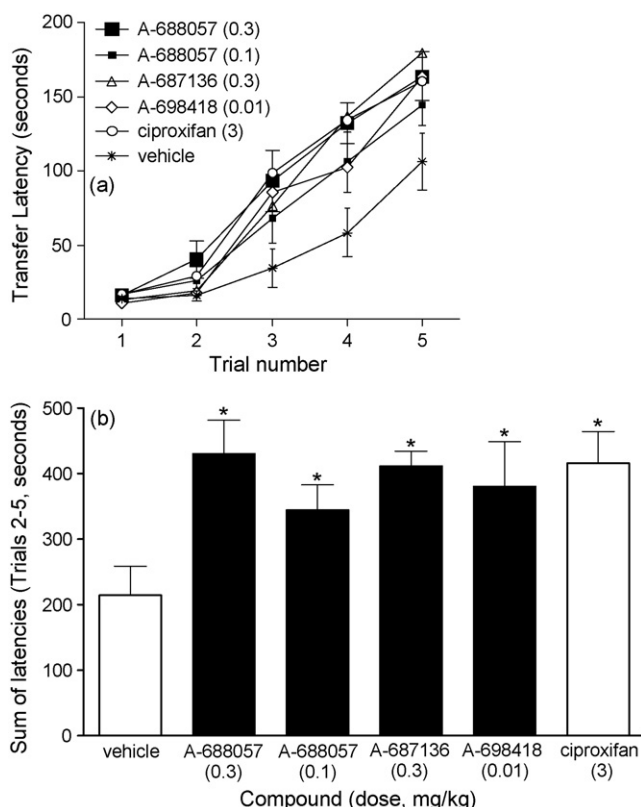 200
150
100
50
0
Transfer Latency (seconds)
A-688057 (0.3)
A-688057 (0.1)
A-687136 (0.3)
A-698418 (0.01)
ciproxifan (3)
vehicle
(a)
1 2 3 4 5
Trial number
(b)
500
400
300
200
100
0
Sum of latencies (Trials 2-5, seconds)
* * * * *
vehicle A-688057 A-688057 A-687136 A-698418 ciproxifan
(0.3) (0.1) (0.3) (0.01) (3)
Compound (dose, mg/kg)